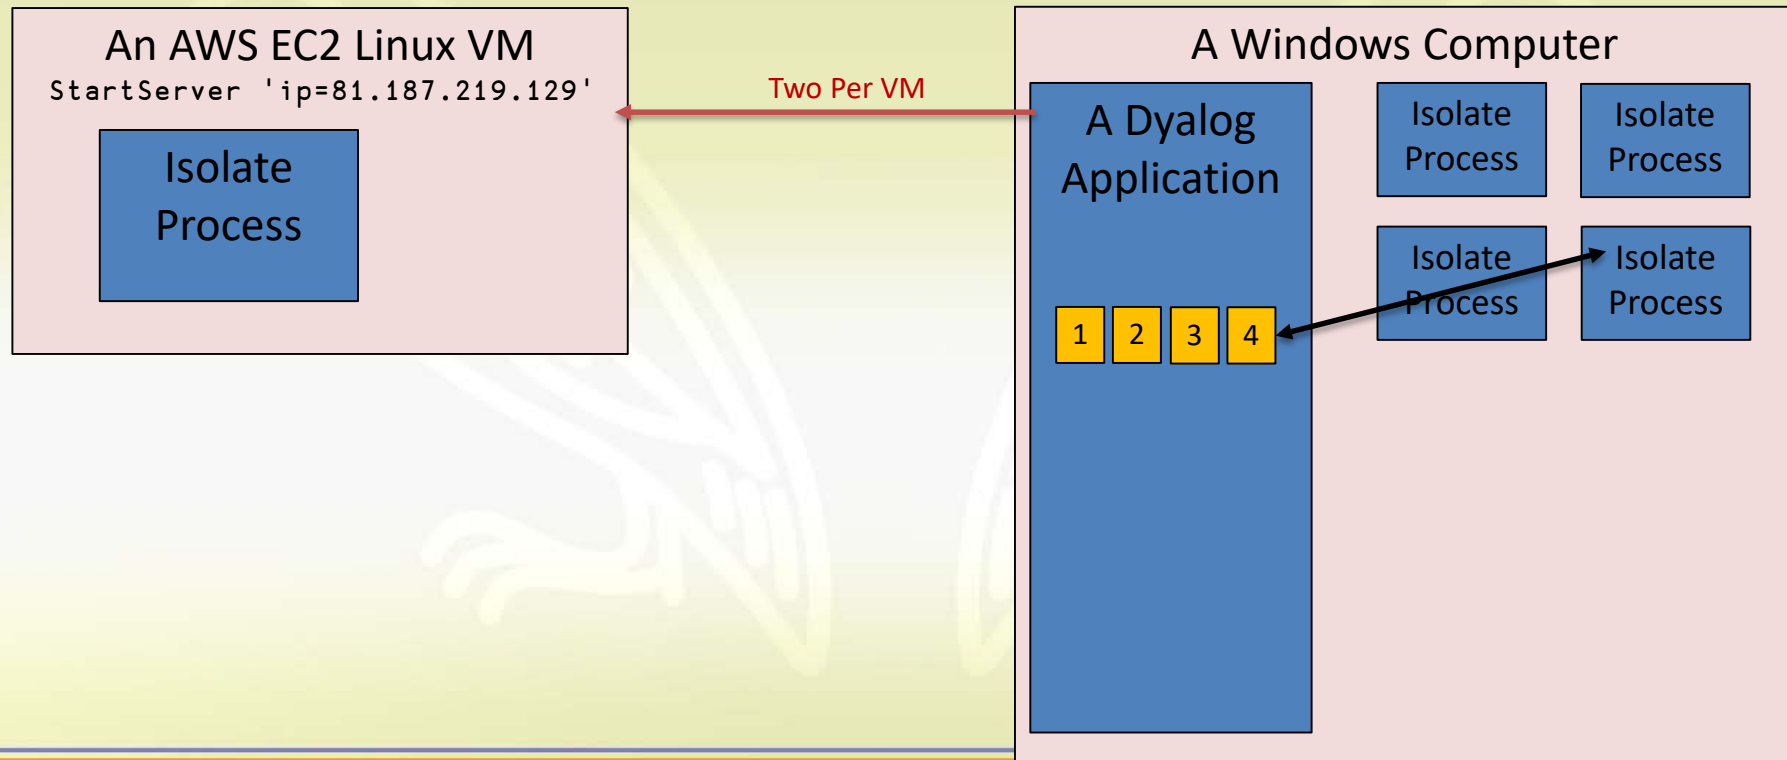 An AWS EC2 Linux VM
StartServer 'ip=81.187.219.129'
Isolate
Process
Two Per VM
A Windows Computer
A Dyalog
Application
1 2 3 4
Isolate
Process
Isolate
Process
Isolate
Process
Isolate
Process